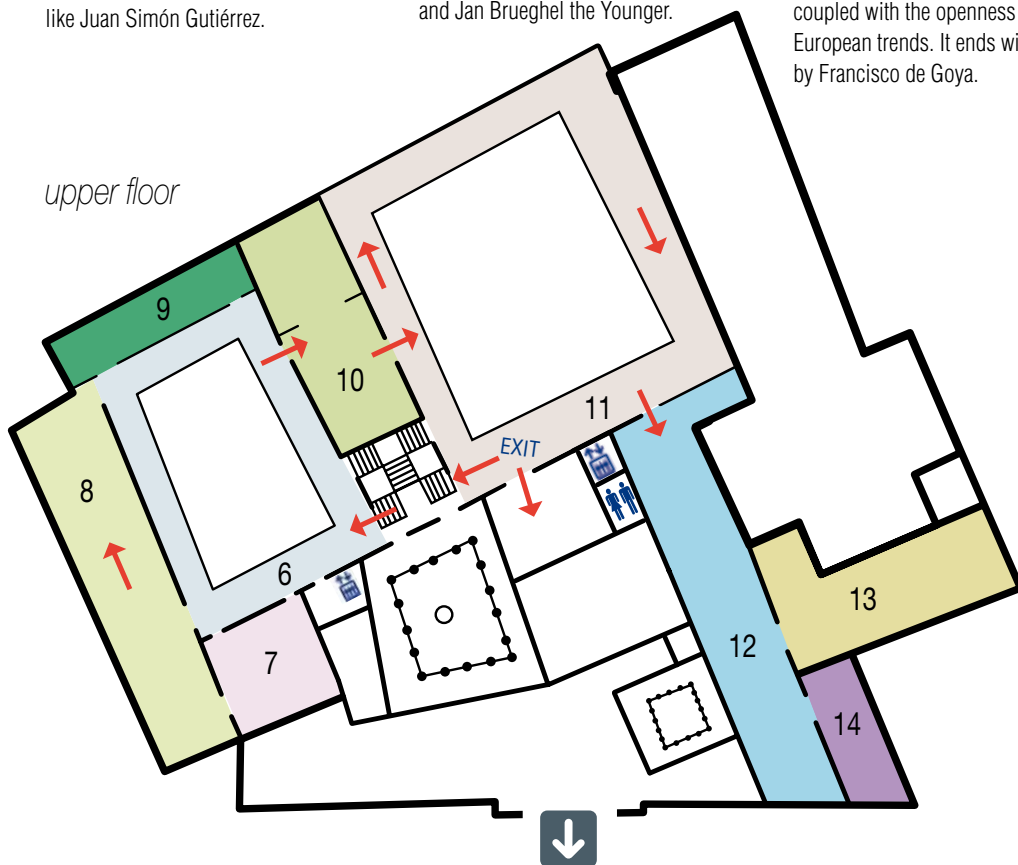 like Juan Simón Gutiérrez.
and Jan Brueghel the Younger.
coupled with the openness
European trends. It ends wi
by Francisco de Goya.
upper floor
9
10
11
EXIT
8
6
7
13
12
14